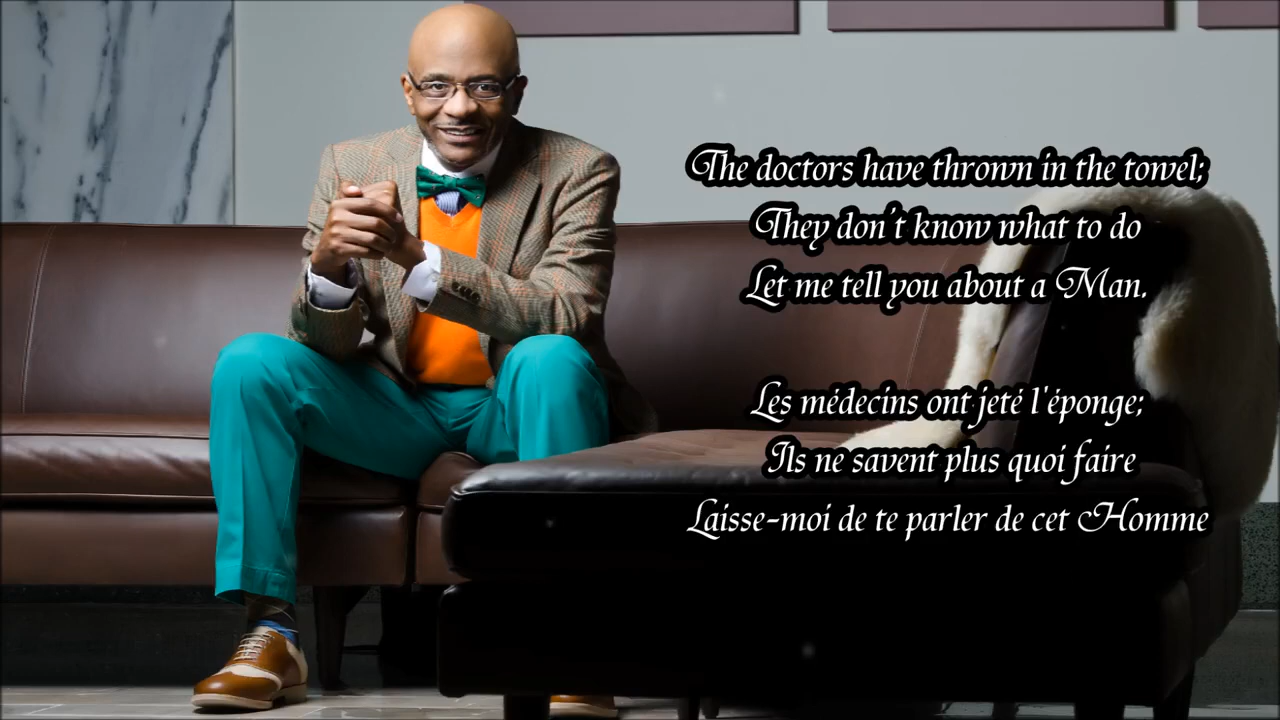 The doctors have thrown in the towel;
They don't know what to do
Let me tell you about a Man.
Les médecins ont jeté l'éponge;
Ils ne savent plus quoi faire
Laisse-moi de te parler de cet Homme